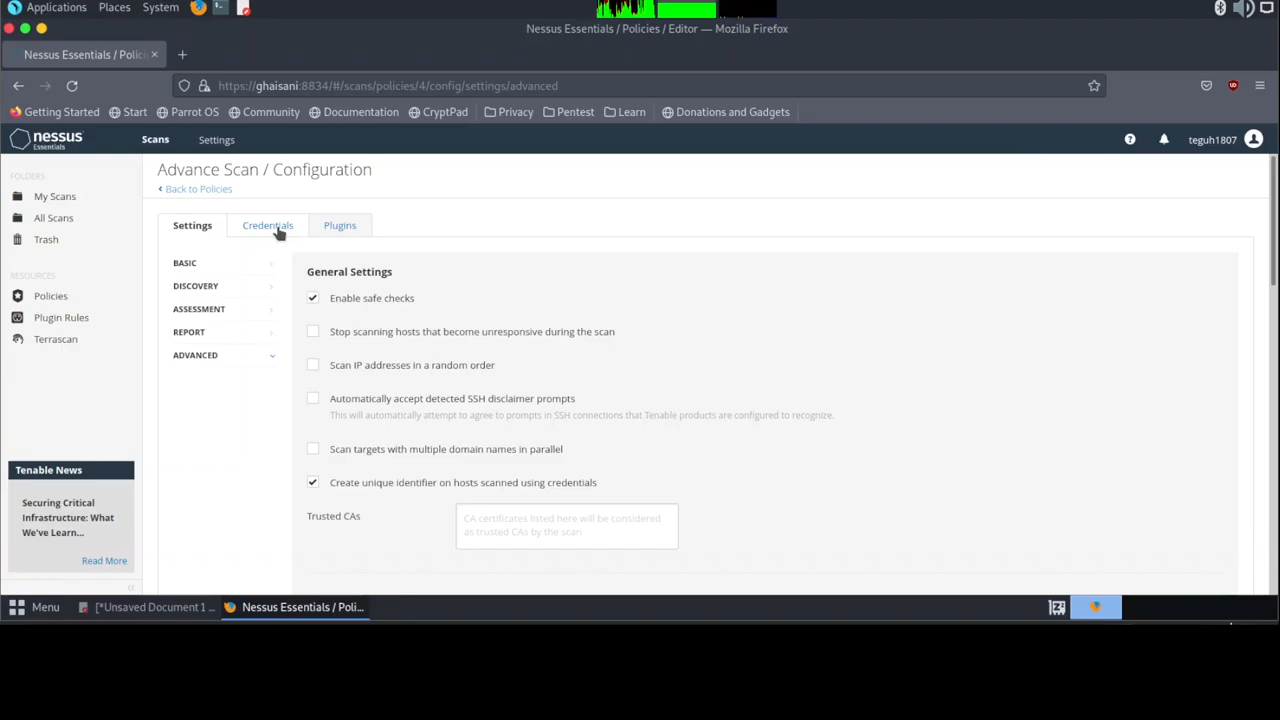 Applications Places System
Nessus Essentials / Policies / Editor — Mozilla Firefox
Nessus Essentials / Polici
https://ghaisani:8834/#/scans/policies/4/config/settings/advanced
Getting Started Start Parrot OS Community Documentation CryptPad Privacy Pentest Learn Donations and Gadgets
nessus Essentials Scans Settings teguh1807
FOLDERS
My Scans
All Scans
Trash
RESOURCES
Policies
Plugin Rules
Terrascan
Tenable News
Securing Critical
Infrastructure: What
We've Learn...
Read More
Advance Scan / Configuration
Back to Policies
Settings Credentials Plugins
BASIC
DISCOVERY
ASSESSMENT
REPORT
ADVANCED
General Settings
Enable safe checks
Stop scanning hosts that become unresponsive during the scan
Scan IP addresses in a random order
Automatically accept detected SSH disclaimer prompts
This will automatically attempt to agree to prompts in SSH connections that Tenable products are configured to recognize.
Scan targets with multiple domain names in parallel
Create unique identifier on hosts scanned using credentials
Trusted CAs
CA certificates listed here will be considered
as trusted CAs by the scan
Menu [*Unsaved Document 1 ... Nessus Essentials / Poli...